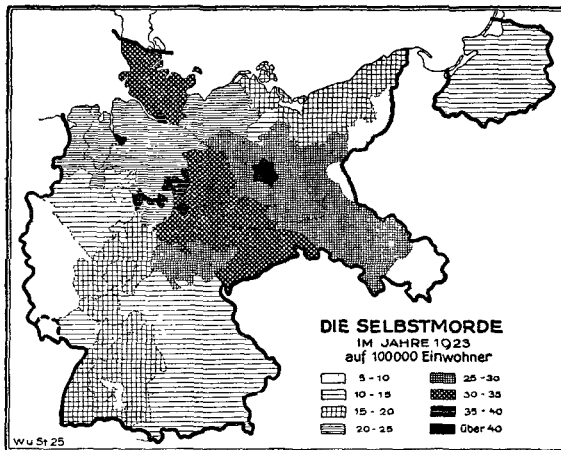 DIE SELBSTMORDE
IM JAHRE 1923
auf 100000 Einwohner
5-10
10-15
15-20
20-25
25-30
30-35
35-40
über 40
W u St 25